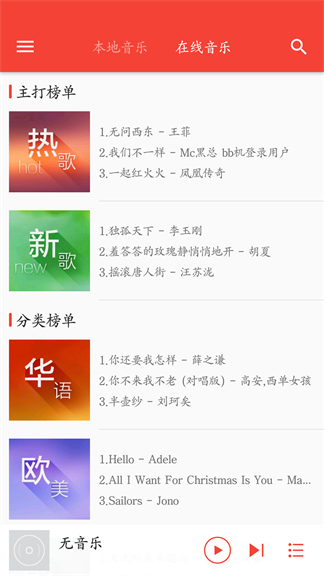 本地音乐 在线音乐
主打榜单
热
hot 歌
1.无问西东 - 王菲
2.我们不一样 - Mc黑总 bb机登录用户
3.一起红火火 - 凤凰传奇
新
new 歌
1.独孤天下 - 李玉刚
2.羞答答的玫瑰静悄悄地开 - 胡夏
3.摇滚唐人街 - 汪苏泷
分类榜单
华
语
1.你还要我怎样 - 薛之谦
2.你不来我不老 (对唱版) - 高安,西单女孩
3.半壶纱 - 刘珂矣
欧
美
1.Hello - Adele
2.All I Want For Christmas Is You - Ma...
3.Sailors - Jono
无音乐